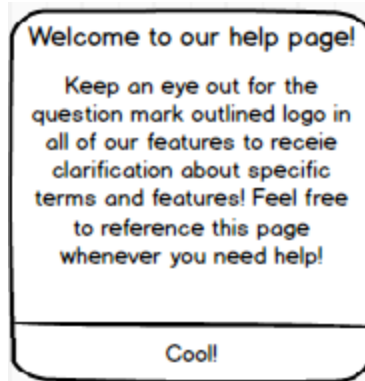 Welcome to our help page!
Keep an eye out for the
question mark outlined logo in
all of our features to receie
clarification about specific
terms and features! Feel free
to reference this page
whenever you need help!
Cool!